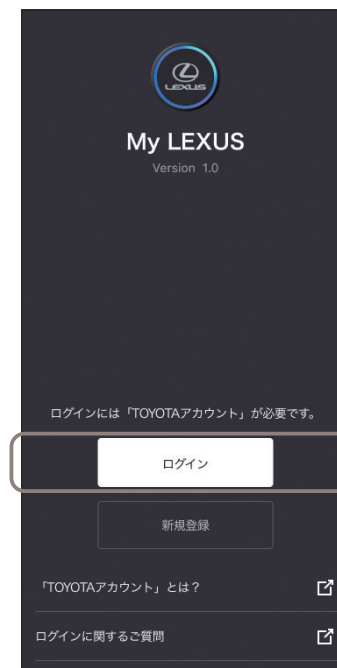 LEXUS
My LEXUS
Version 1.0
ログインには「TOYOTAアカウント」が必要です。
ログイン
新規登録
「TOYOTAアカウント」とは？
ログインに関するご質問